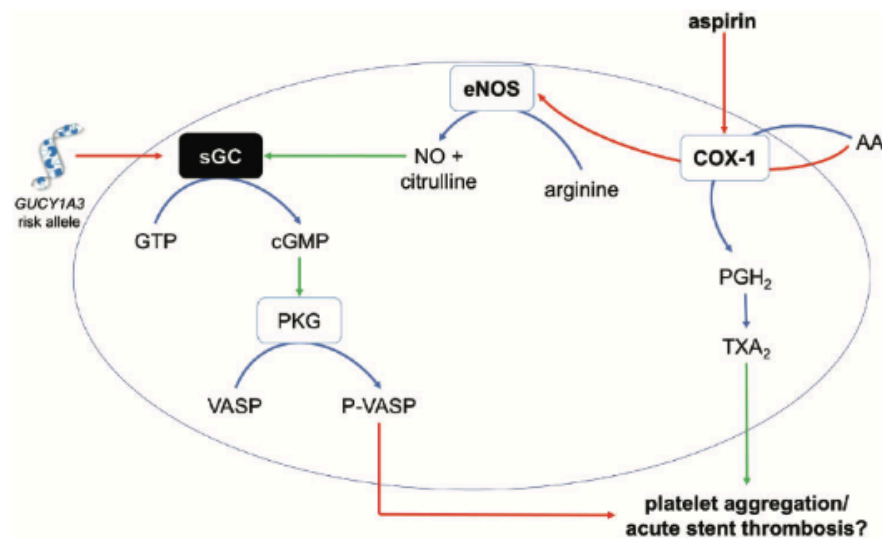 aspirin
eNOS
AA
COX-1
sGC
NO +
citrulline
arginine
GUCY1A3
risk allele
GTP
cGMP
PGH₂
PKG
TXA₂
VASP
P-VASP
platelet aggregation/
acute stent thrombosis?